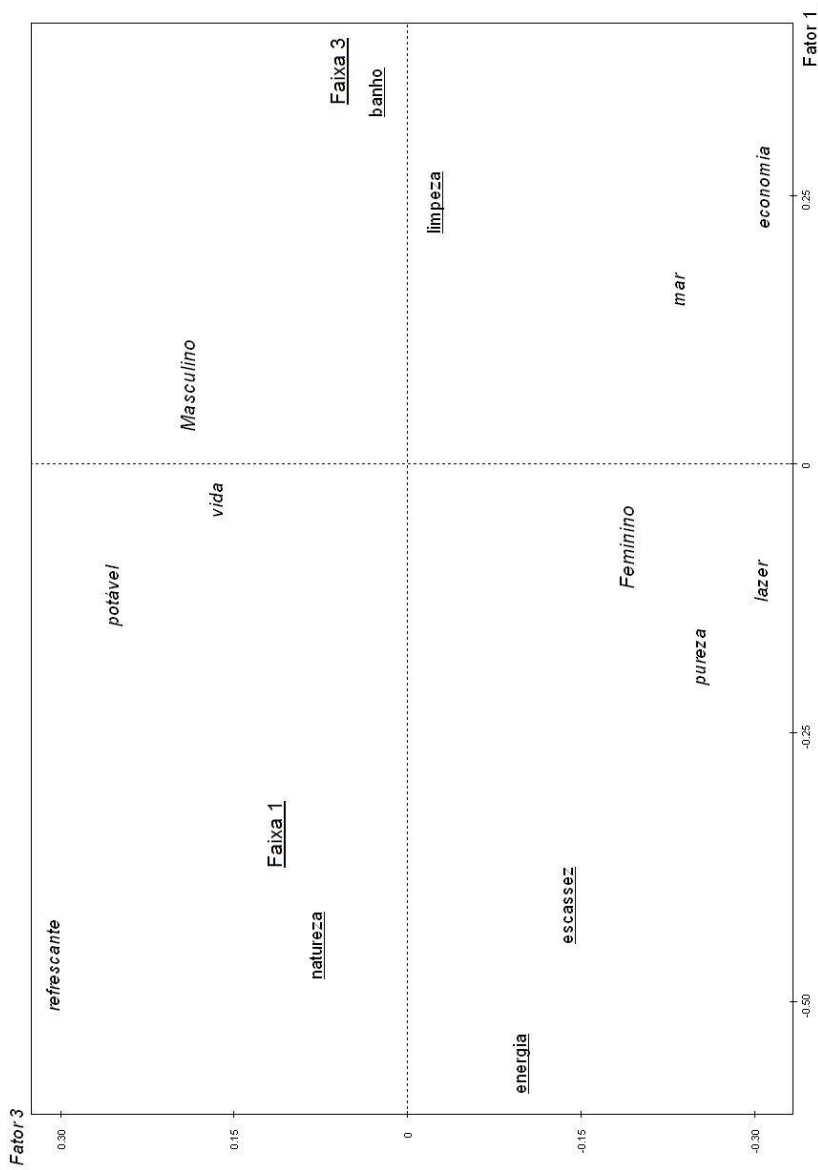 Fator 3
0.30
refrescante
potável
Masculino
vida
0.15
Faixa 1
natureza
Faixa 3
banho
0
limpeza
energia
escassez
-0.15
Feminino
mar
pureza
-0.30
lazer
economia
-0.50
-0.25
0
0.25
Fator 1